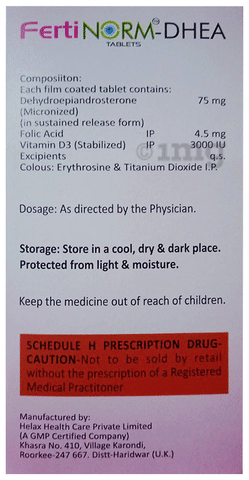 FertiNORM-DHEA
TABLETS
Composiiton:
Each film coated tablet contains:
Dehydroepiandrosterone 75 mg
(Micronized)
(in sustained release form)
Folic Acid IP 4.5 mg
Vitamin D3 (Stabilized) IP 3000 IU
Excipients q.s.
Colous: Erythrosine & Titanium Dioxide I.P.
1mg
Dosage: As directed by the Physician.
Storage: Store in a cool, dry & dark place.
Protected from light & moisture.
Keep the medicine out of reach of children.
SCHEDULE H PRESCRIPTION DRUG-
CAUTION-Not to be sold by retail
without the prescription of a Registered
Medical Practitoner
Manufactured by:
Helax Health Care Private Limited
(A GMP Certified Company)
Khasra No. 410, Village Karondi,
Roorkee-247 667. Distt-Haridwar (U.K.)